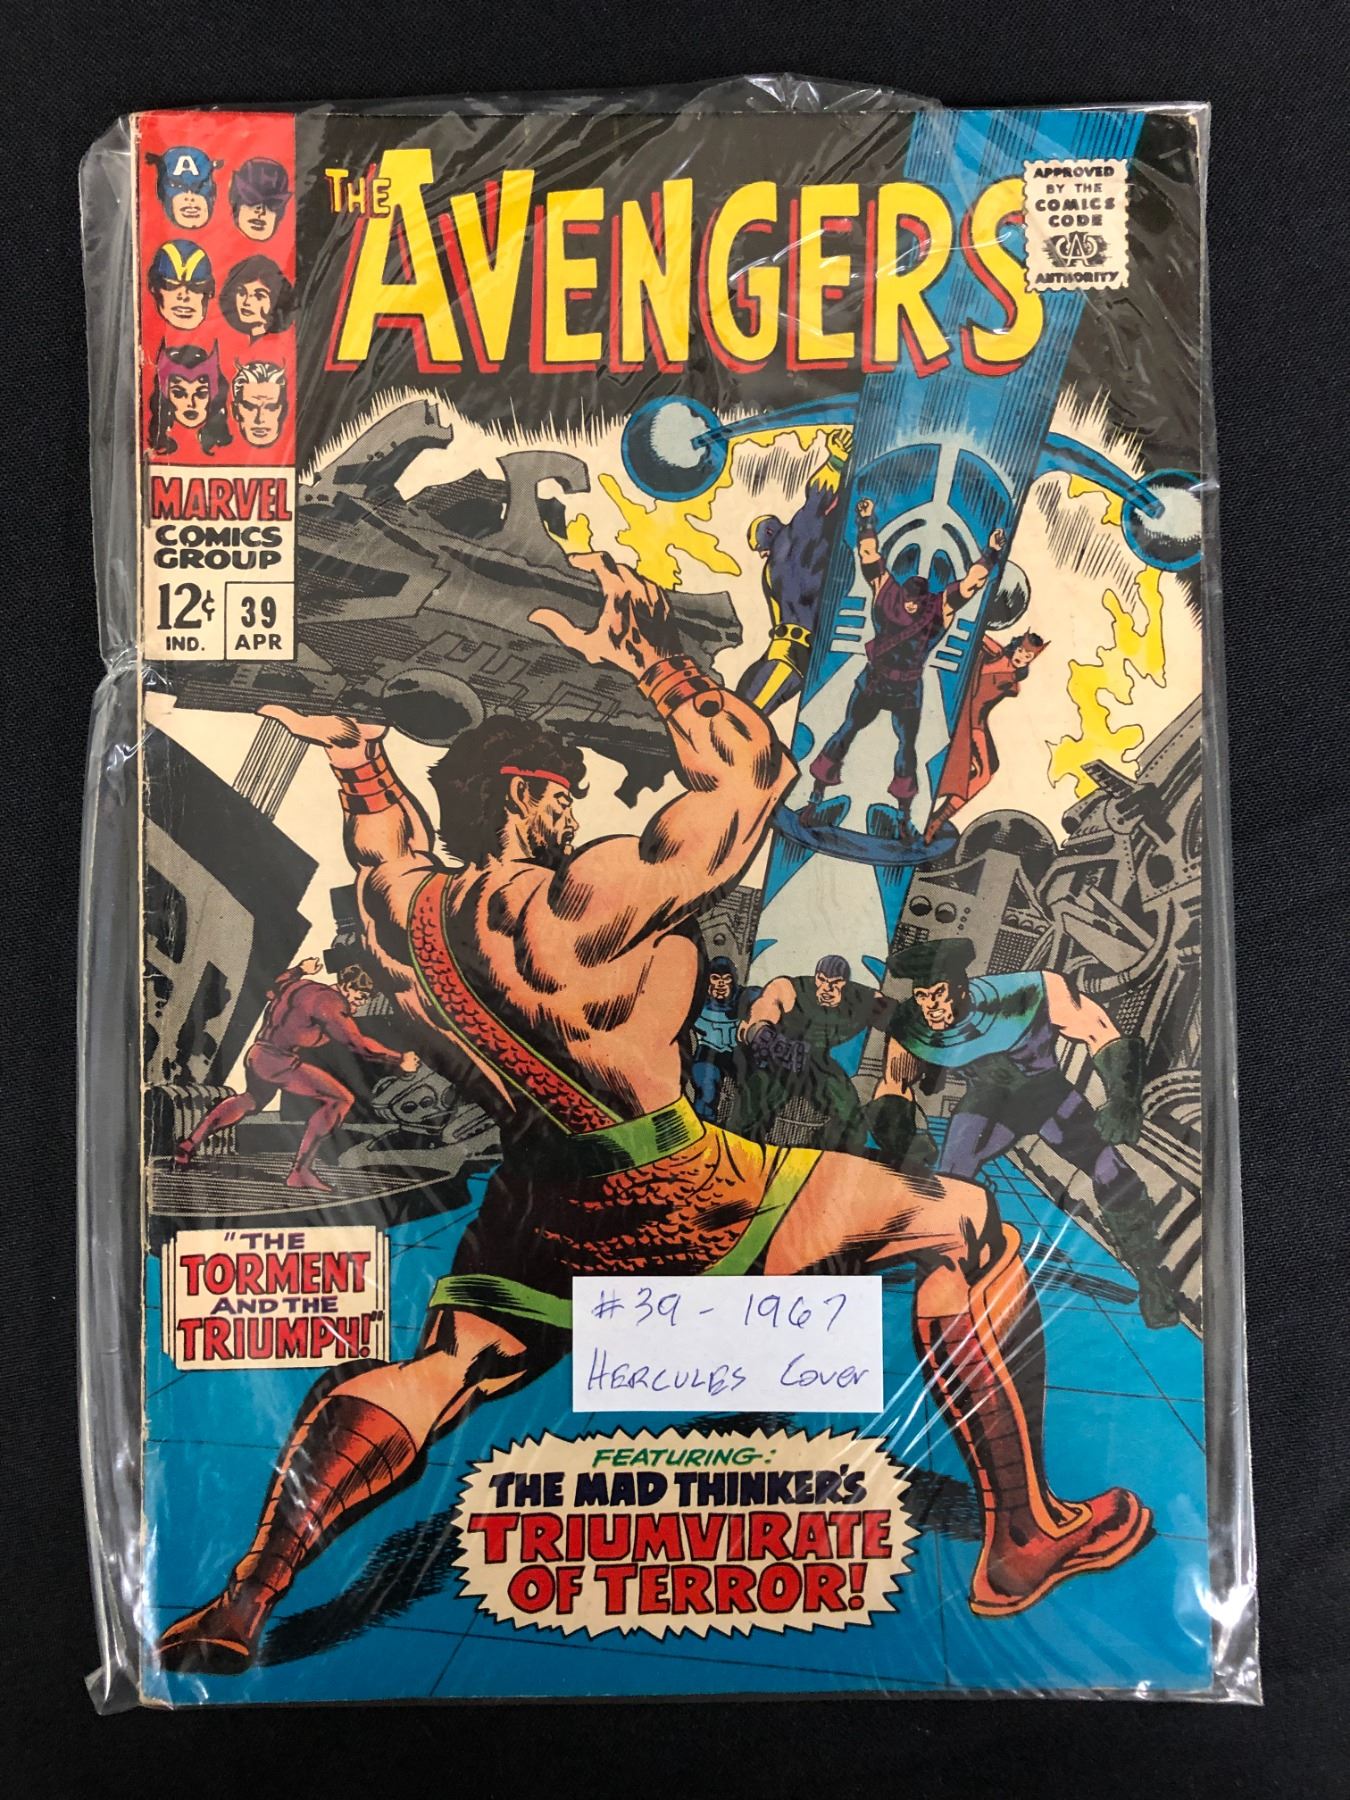 THE AVENGERS
APPROVED
BY THE
COMICS
CODE
AUTHORITY
A
MARVEL
COMICS
GROUP
12¢
IND.
39
APR
"THE
TORMENT
AND THE
TRIUMPH!"
#39 - 1967
HERCULES Cover
FEATURING:
THE MAD THINKER'S
TRIUMVIRATE
OF TERROR!